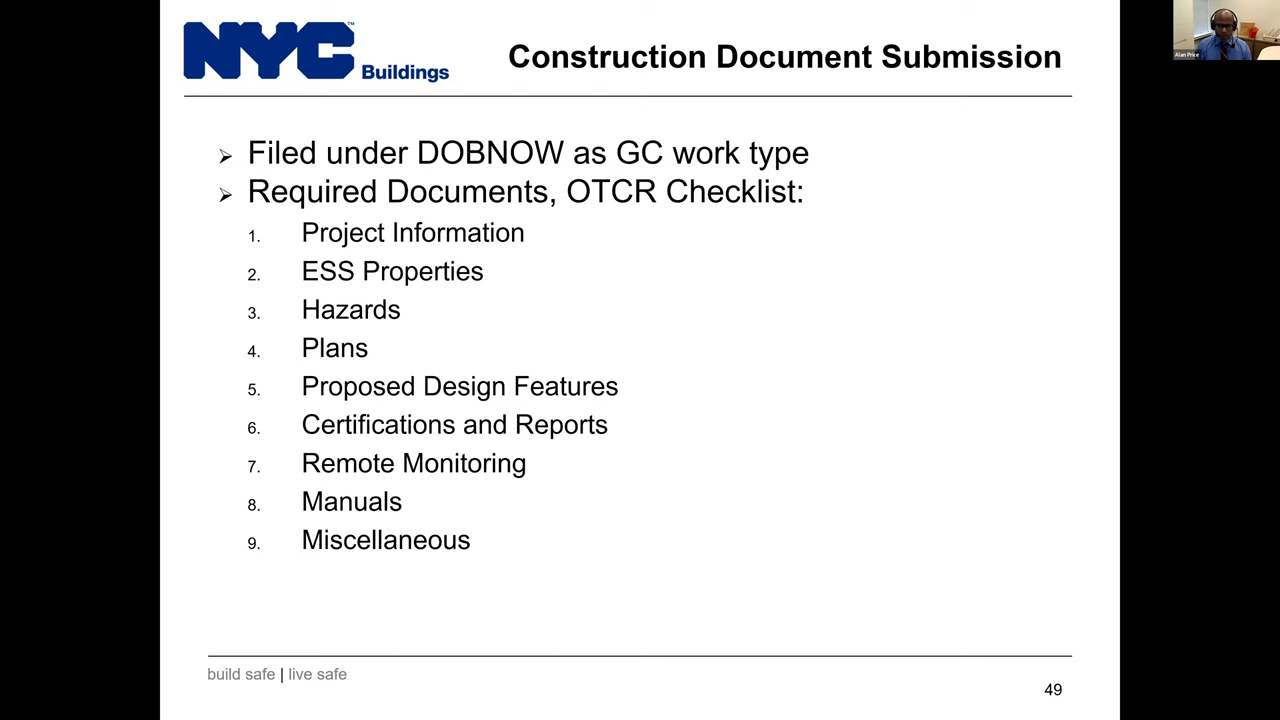 NYC Buildings
Construction Document Submission
Alan Price
➢ Filed under DOBNOW as GC work type
➢ Required Documents, OTCR Checklist:
1. Project Information
2. ESS Properties
3. Hazards
4. Plans
5. Proposed Design Features
6. Certifications and Reports
7. Remote Monitoring
8. Manuals
9. Miscellaneous
build safe | live safe
49